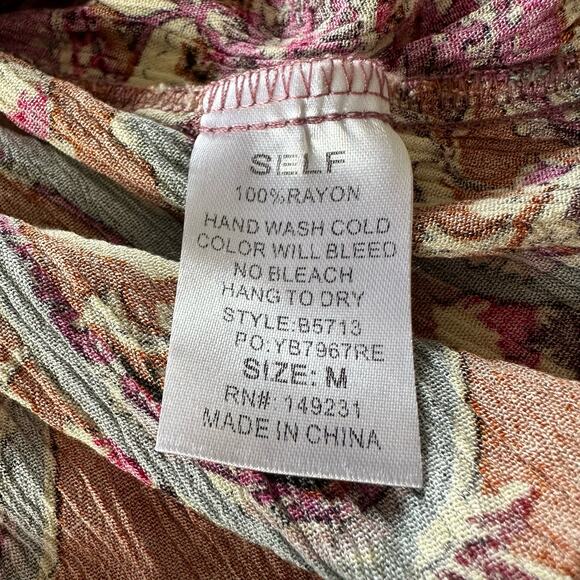 SELF
100%RAYON
HAND WASH COLD
COLOR WILL BLEED
NO BLEACH
HANG TO DRY
STYLE:B5713
PO:YB7967RE
SIZE: M
RN#: 149231
MADE IN CHINA